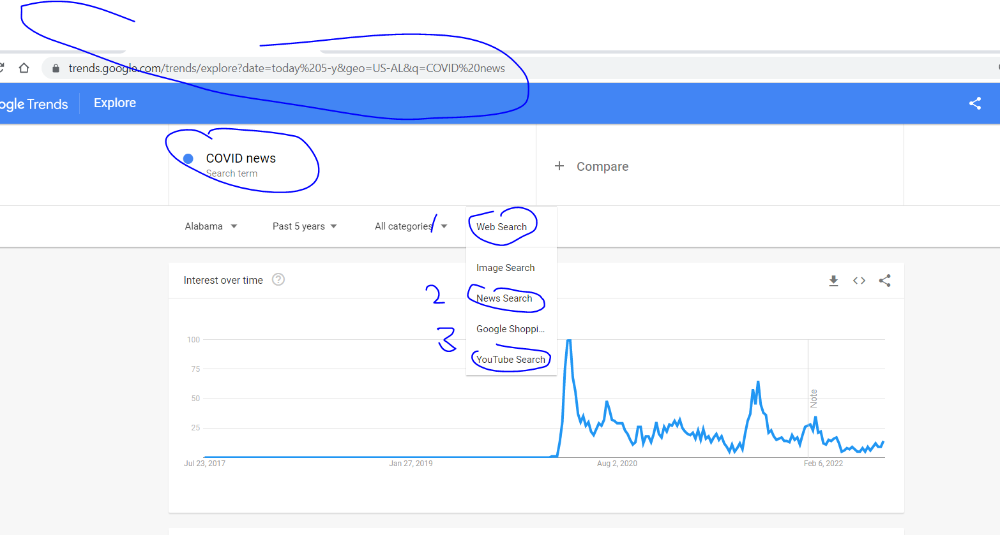 trends.google.com/trends/explore?date=today%205-y&geo=US-AL&q=COVID%20news
ogle Trends Explore
COVID news
Search term
+ Compare
Alabama Past 5 years All categories 1 Web Search
Image Search
2 News Search
Google Shoppi...
3 YouTube Search
Interest over time ?
100
75
50
25
Note
Jul 23, 2017 Jan 27, 2019 Aug 2, 2020 Feb 6, 2022